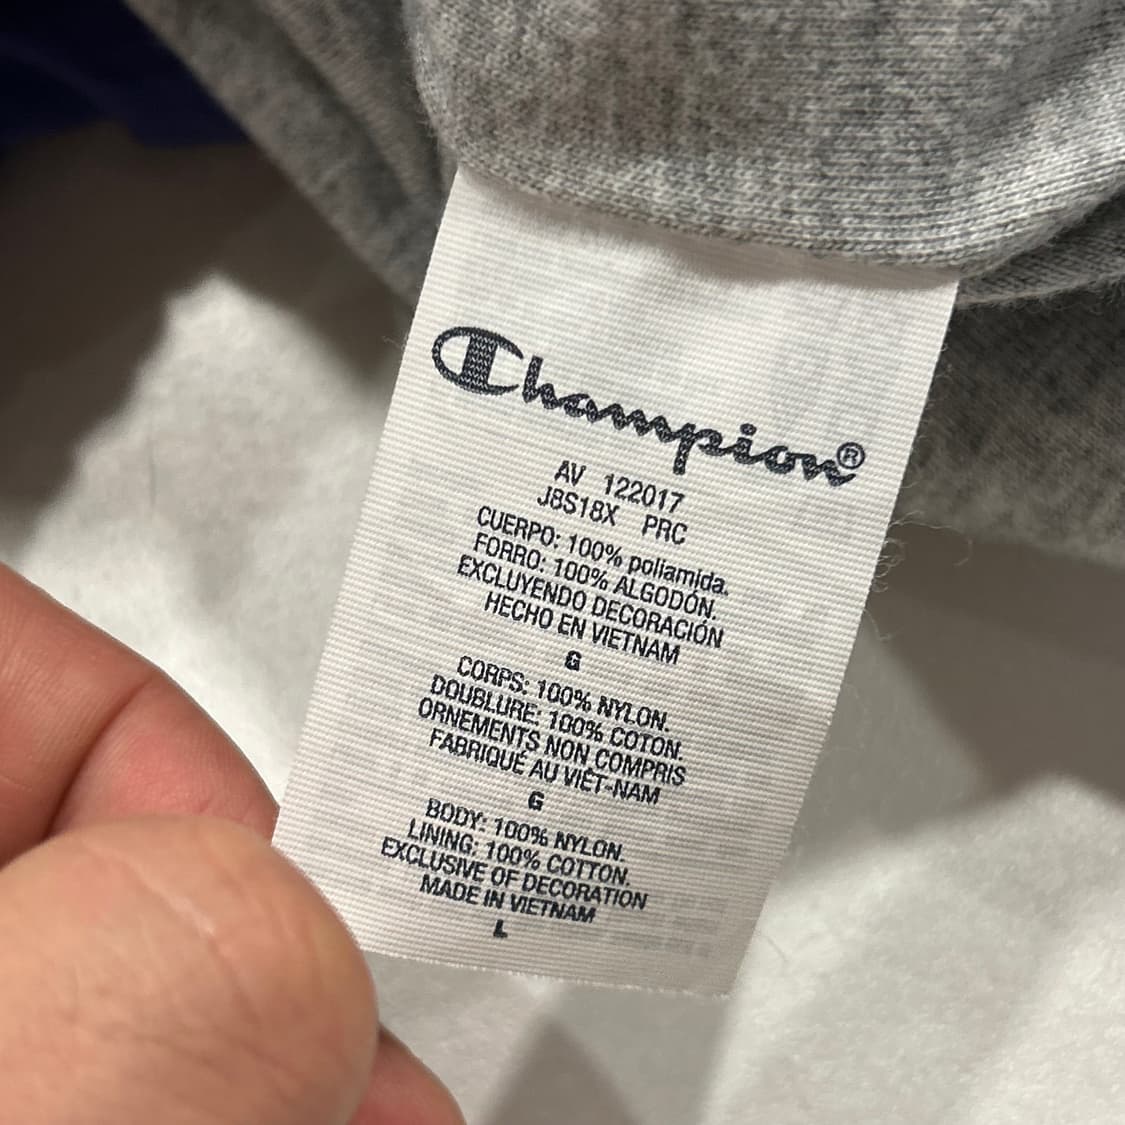 Champion®
AV 122017
J8S18X PRC
CUERPO: 100% poliamida.
FORRO: 100% ALGODÓN.
EXCLUYENDO DECORACIÓN
HECHO EN VIETNAM
G
CORPS: 100% NYLON.
DOUBLURE: 100% COTON.
ORNEMENTS NON COMPRIS
FABRIQUÉ AU VIÊT-NAM
G
BODY: 100% NYLON.
LINING: 100% COTTON.
EXCLUSIVE OF DECORATION
MADE IN VIETNAM
L